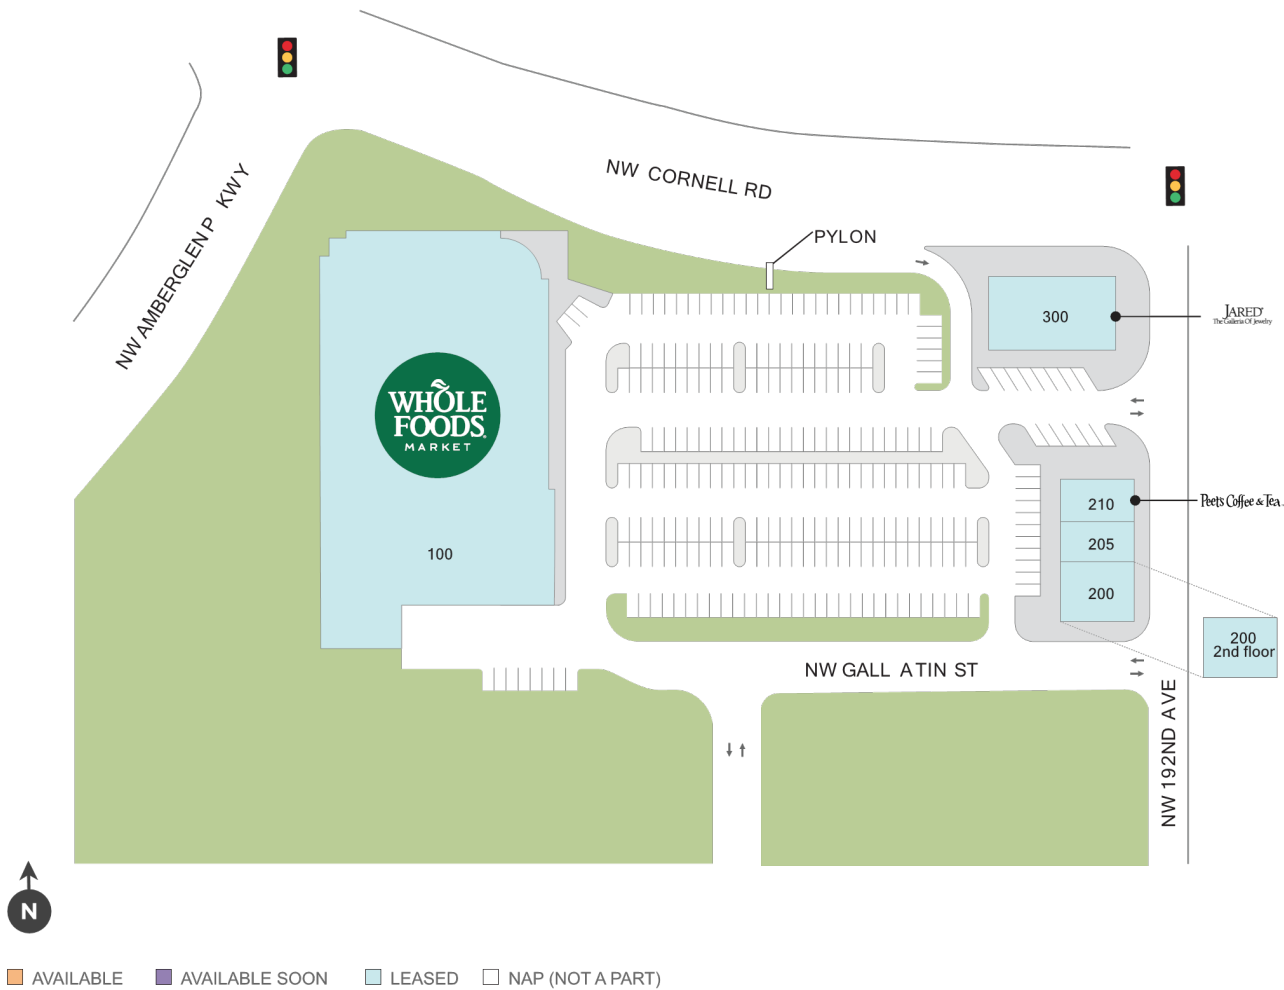 NW CORNELL RD
NW AMBERGLEN P KWY
PYLON
300
JARED
The Galleria Of Jewelry
WHOLE
FOODS
MARKET
100
210
Peet's Coffee & Tea
205
200
200
2nd floor
NW GALL ATIN ST
NW 192ND AVE
N
AVAILABLE
AVAILABLE SOON
LEASED
NAP (NOT A PART)